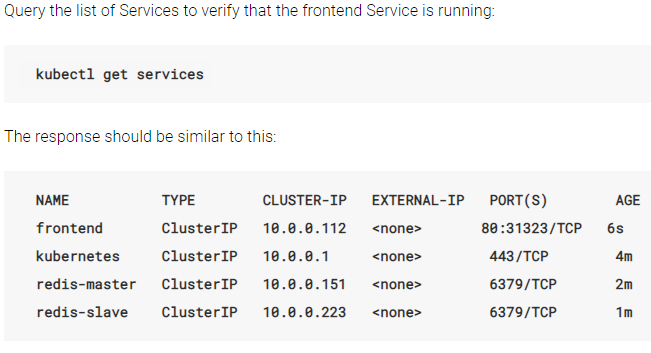 Query the list of Services to verify that the frontend Service is running:
kubectl get services
The response should be similar to this:
NAME TYPE CLUSTER-IP EXTERNAL-IP PORT(S) AGE
frontend ClusterIP 10.0.0.112 <none> 80:31323/TCP 6s
kubernetes ClusterIP 10.0.0.1 <none> 443/TCP 4m
redis-master ClusterIP 10.0.0.151 <none> 6379/TCP 2m
redis-slave ClusterIP 10.0.0.223 <none> 6379/TCP 1m